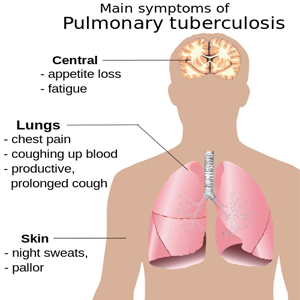 Main symptoms of
Pulmonary tuberculosis
Central
- appetite loss
- fatigue
Lungs
- chest pain
- coughing up blood
- productive,
prolonged cough
Skin
- night sweats,
- pallor